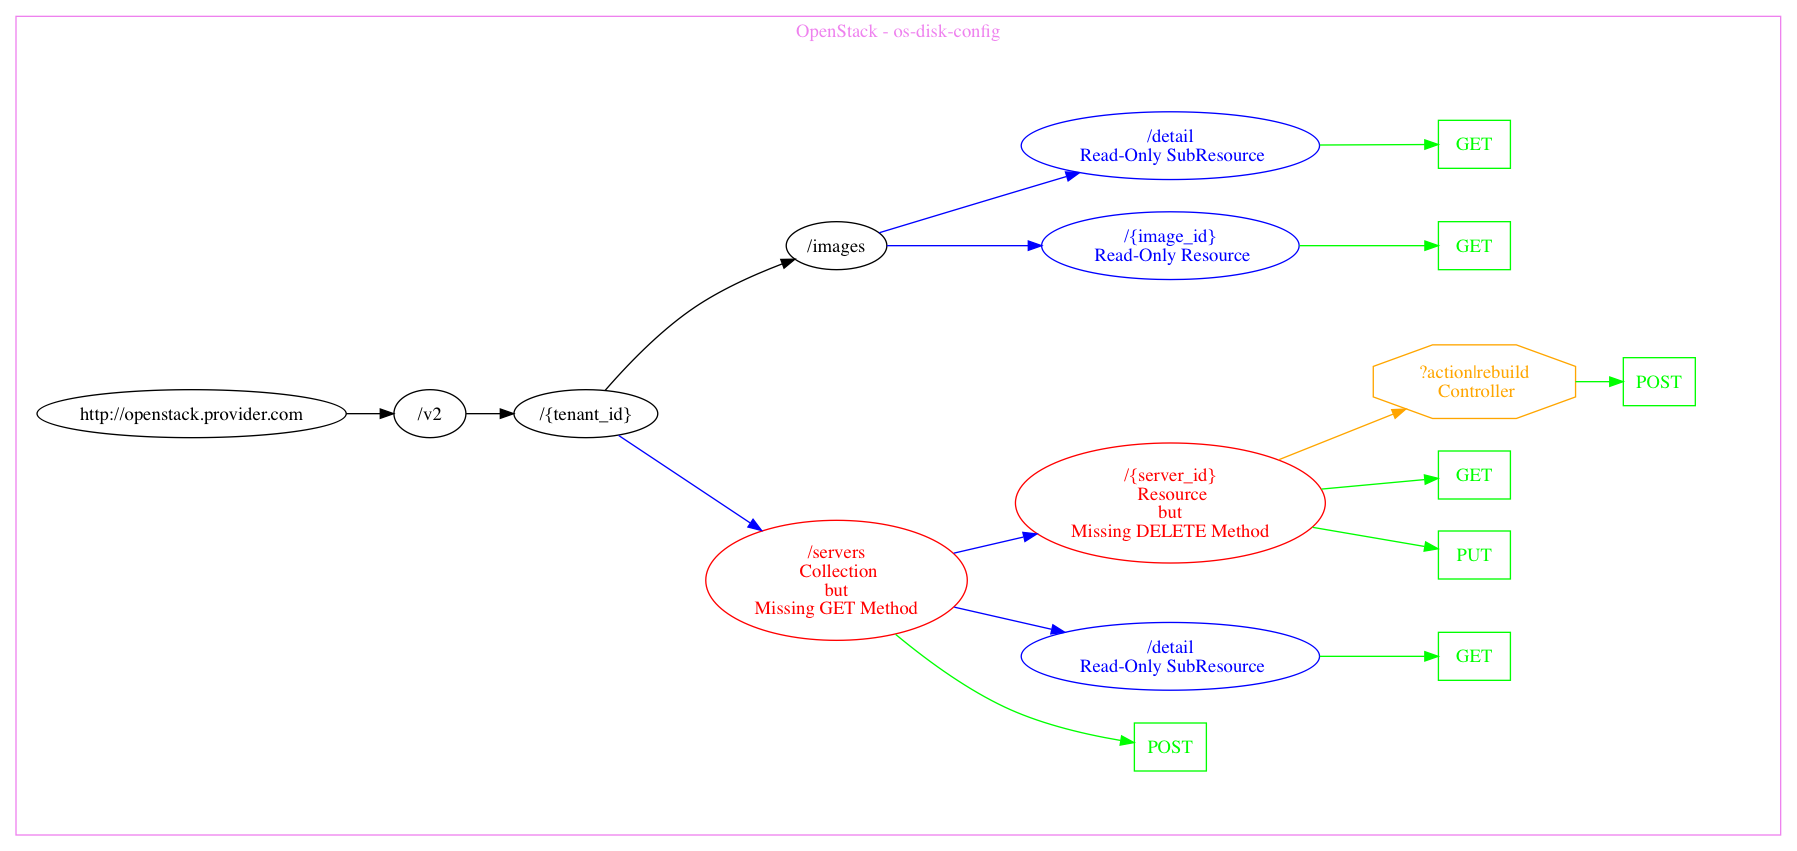 OpenStack - os-disk-config
/detail
Read-Only SubResource
GET
/images
/{image_id}
Read-Only Resource
GET
?action|rebuild
Controller
POST
http://openstack.provider.com
/v2
/{tenant_id}
/{server_id}
Resource
but
Missing DELETE Method
GET
PUT
/servers
Collection
but
Missing GET Method
/detail
Read-Only SubResource
GET
POST